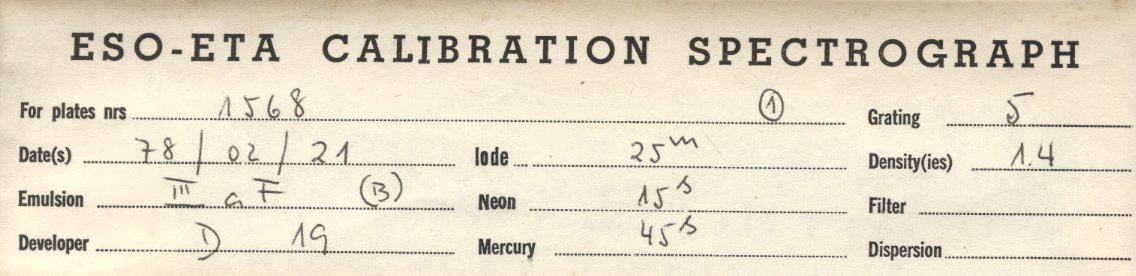 ESO-ETA CALIBRATION SPECTROGRAPH
For plates nrs 1568 ① Grating 5
Date(s) 78/02/21 Iode 25m Density(ies) 1.4
Emulsion III a F (B) Neon 15s Filter
Developer D 19 Mercury 45s Dispersion